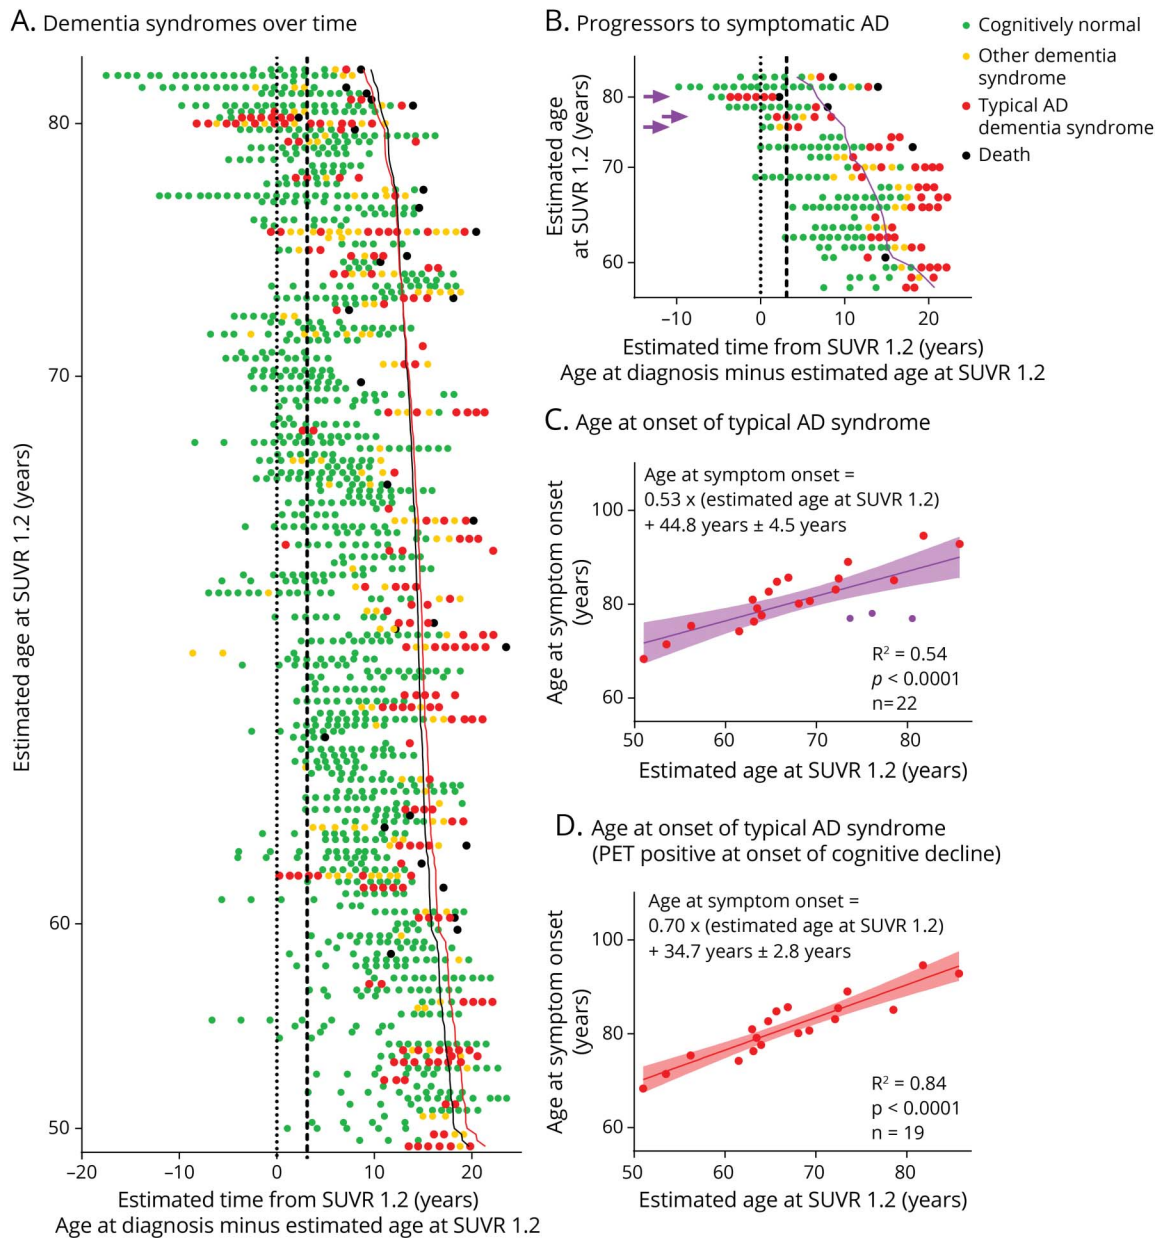 A. Dementia syndromes over time
80
70
60
50
Estimated age at SUVR 1.2 (years)
−20
−10
0
10
20
Estimated time from SUVR 1.2 (years)
Age at diagnosis minus estimated age at SUVR 1.2
B. Progressors to symptomatic AD
80
70
60
Estimated age
at SUVR 1.2 (years)
−10
0
10
20
Estimated time from SUVR 1.2 (years)
Age at diagnosis minus estimated age at SUVR 1.2
Cognitively normal
Other dementia
syndrome
Typical AD
dementia syndrome
Death
C. Age at onset of typical AD syndrome
Age at symptom onset =
0.53 x (estimated age at SUVR 1.2)
+ 44.8 years ± 4.5 years
100
80
60
Age at symptom onset
(years)
R² = 0.54
p < 0.0001
n=22
50
60
70
80
Estimated age at SUVR 1.2 (years)
D. Age at onset of typical AD syndrome
(PET positive at onset of cognitive decline)
Age at symptom onset =
0.70 x (estimated age at SUVR 1.2)
+ 34.7 years ± 2.8 years
100
80
60
Age at symptom onset
(years)
R² = 0.84
p < 0.0001
n = 19
50
60
70
80
Estimated age at SUVR 1.2 (years)